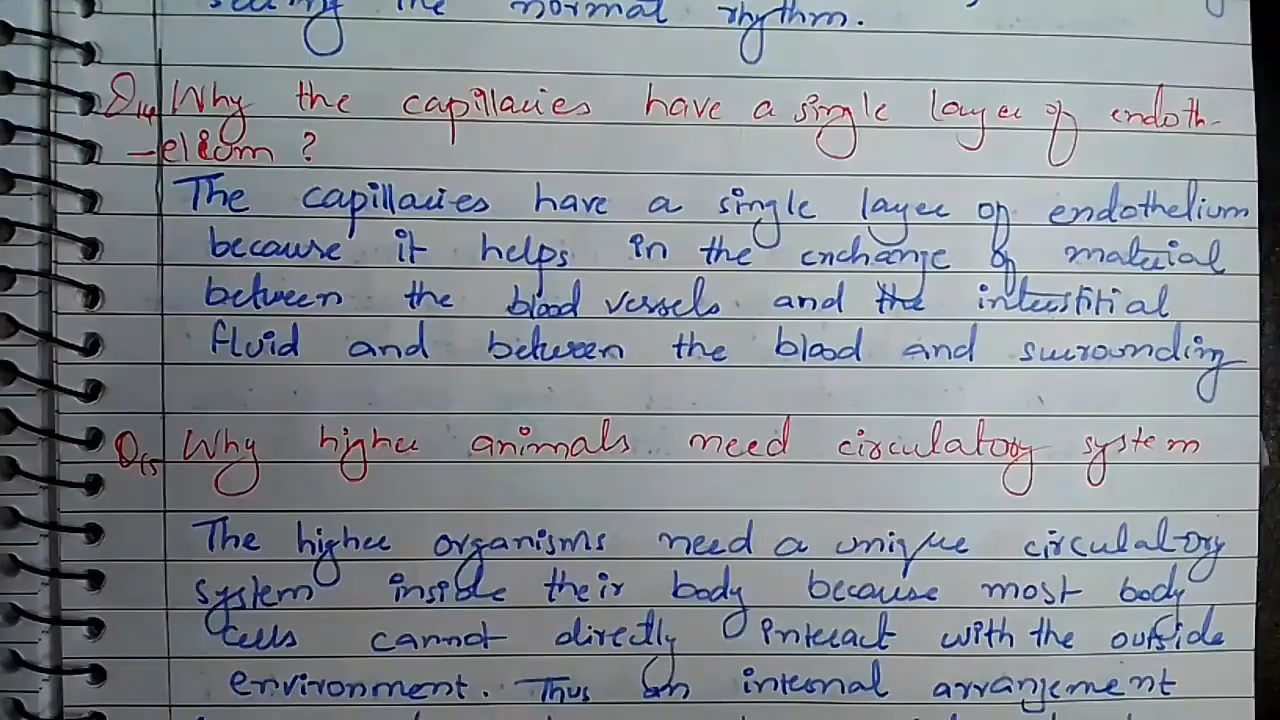 the normal rhythm.
Q14 Why the capillaries have a single layer of endoth-
-eliom ?
The capillaries have a single layer of endothelium
because it helps in the exchange of material
between the blood vessels and the interstitial
fluid and between the blood and surrounding
Q15 Why higher animals need circulatory system
The higher organisms need a unique circulatory
system inside their body because most body
cells cannot directly interact with the outside
environment. Thus an internal arrangement